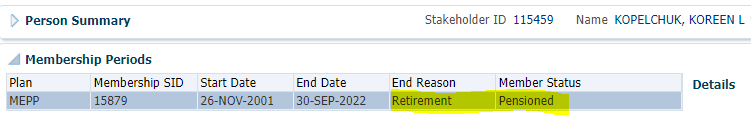 Person Summary Stakeholder ID 115459 Name KOPELCHUK, KOREEN L
Membership Periods
Plan Membership SID Start Date End Date End Reason Member Status Details
MEPP 15879 26-NOV-2001 30-SEP-2022 Retirement Pensioned